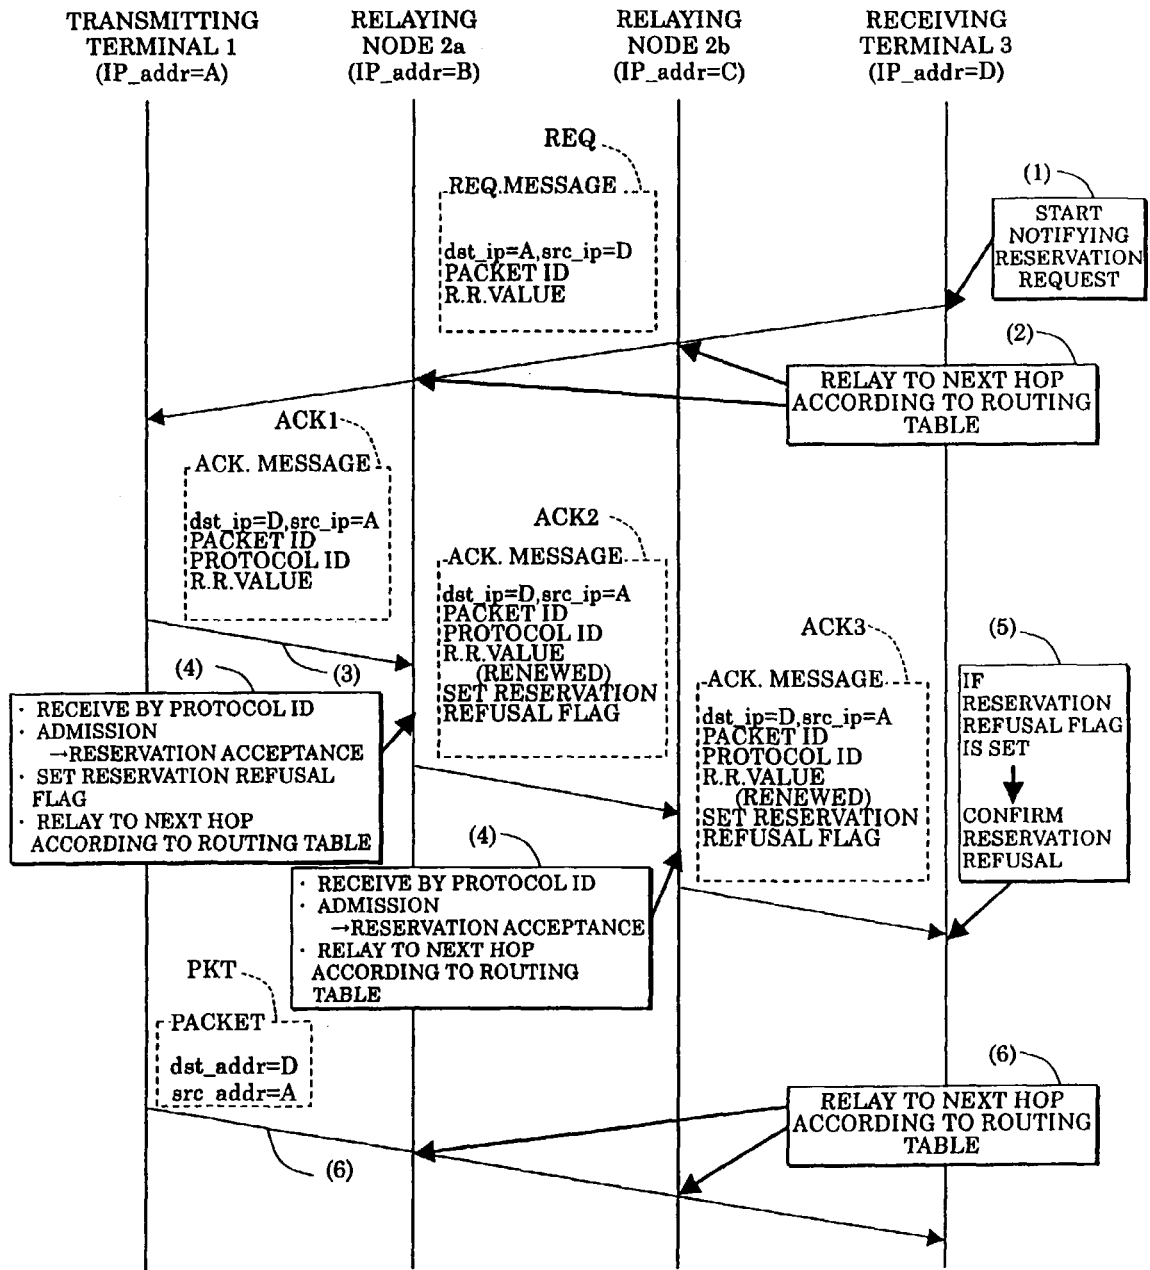 TRANSMITTING
TERMINAL 1
(IP_addr=A)
RELAYING
NODE 2a
(IP_addr=B)
RELAYING
NODE 2b
(IP_addr=C)
RECEIVING
TERMINAL 3
(IP_addr=D)
REQ
REQ.MESSAGE
dst_ip=A,src_ip=D
PACKET ID
R.R.VALUE
(1)
START
NOTIFYING
RESERVATION
REQUEST
(2)
RELAY TO NEXT HOP
ACCORDING TO ROUTING
TABLE
ACK1
ACK. MESSAGE
dst_ip=D,src_ip=A
PACKET ID
PROTOCOL ID
R.R.VALUE
(3)
ACK2
ACK. MESSAGE
dst_ip=D,src_ip=A
PACKET ID
PROTOCOL ID
R.R.VALUE
(RENEWED)
SET RESERVATION
REFUSAL FLAG
(4)
· RECEIVE BY PROTOCOL ID
· ADMISSION
→RESERVATION ACCEPTANCE
· SET RESERVATION REFUSAL
FLAG
· RELAY TO NEXT HOP
ACCORDING TO ROUTING TABLE
ACK3
ACK. MESSAGE
dst_ip=D,src_ip=A
PACKET ID
PROTOCOL ID
R.R.VALUE
(RENEWED)
SET RESERVATION
REFUSAL FLAG
(5)
IF
RESERVATION
REFUSAL FLAG
IS SET
CONFIRM
RESERVATION
REFUSAL
(4)
· RECEIVE BY PROTOCOL ID
· ADMISSION
→RESERVATION ACCEPTANCE
· RELAY TO NEXT HOP
ACCORDING TO ROUTING
TABLE
PKT
PACKET
dst_addr=D
src_addr=A
(6)
(6)
RELAY TO NEXT HOP
ACCORDING TO ROUTING
TABLE